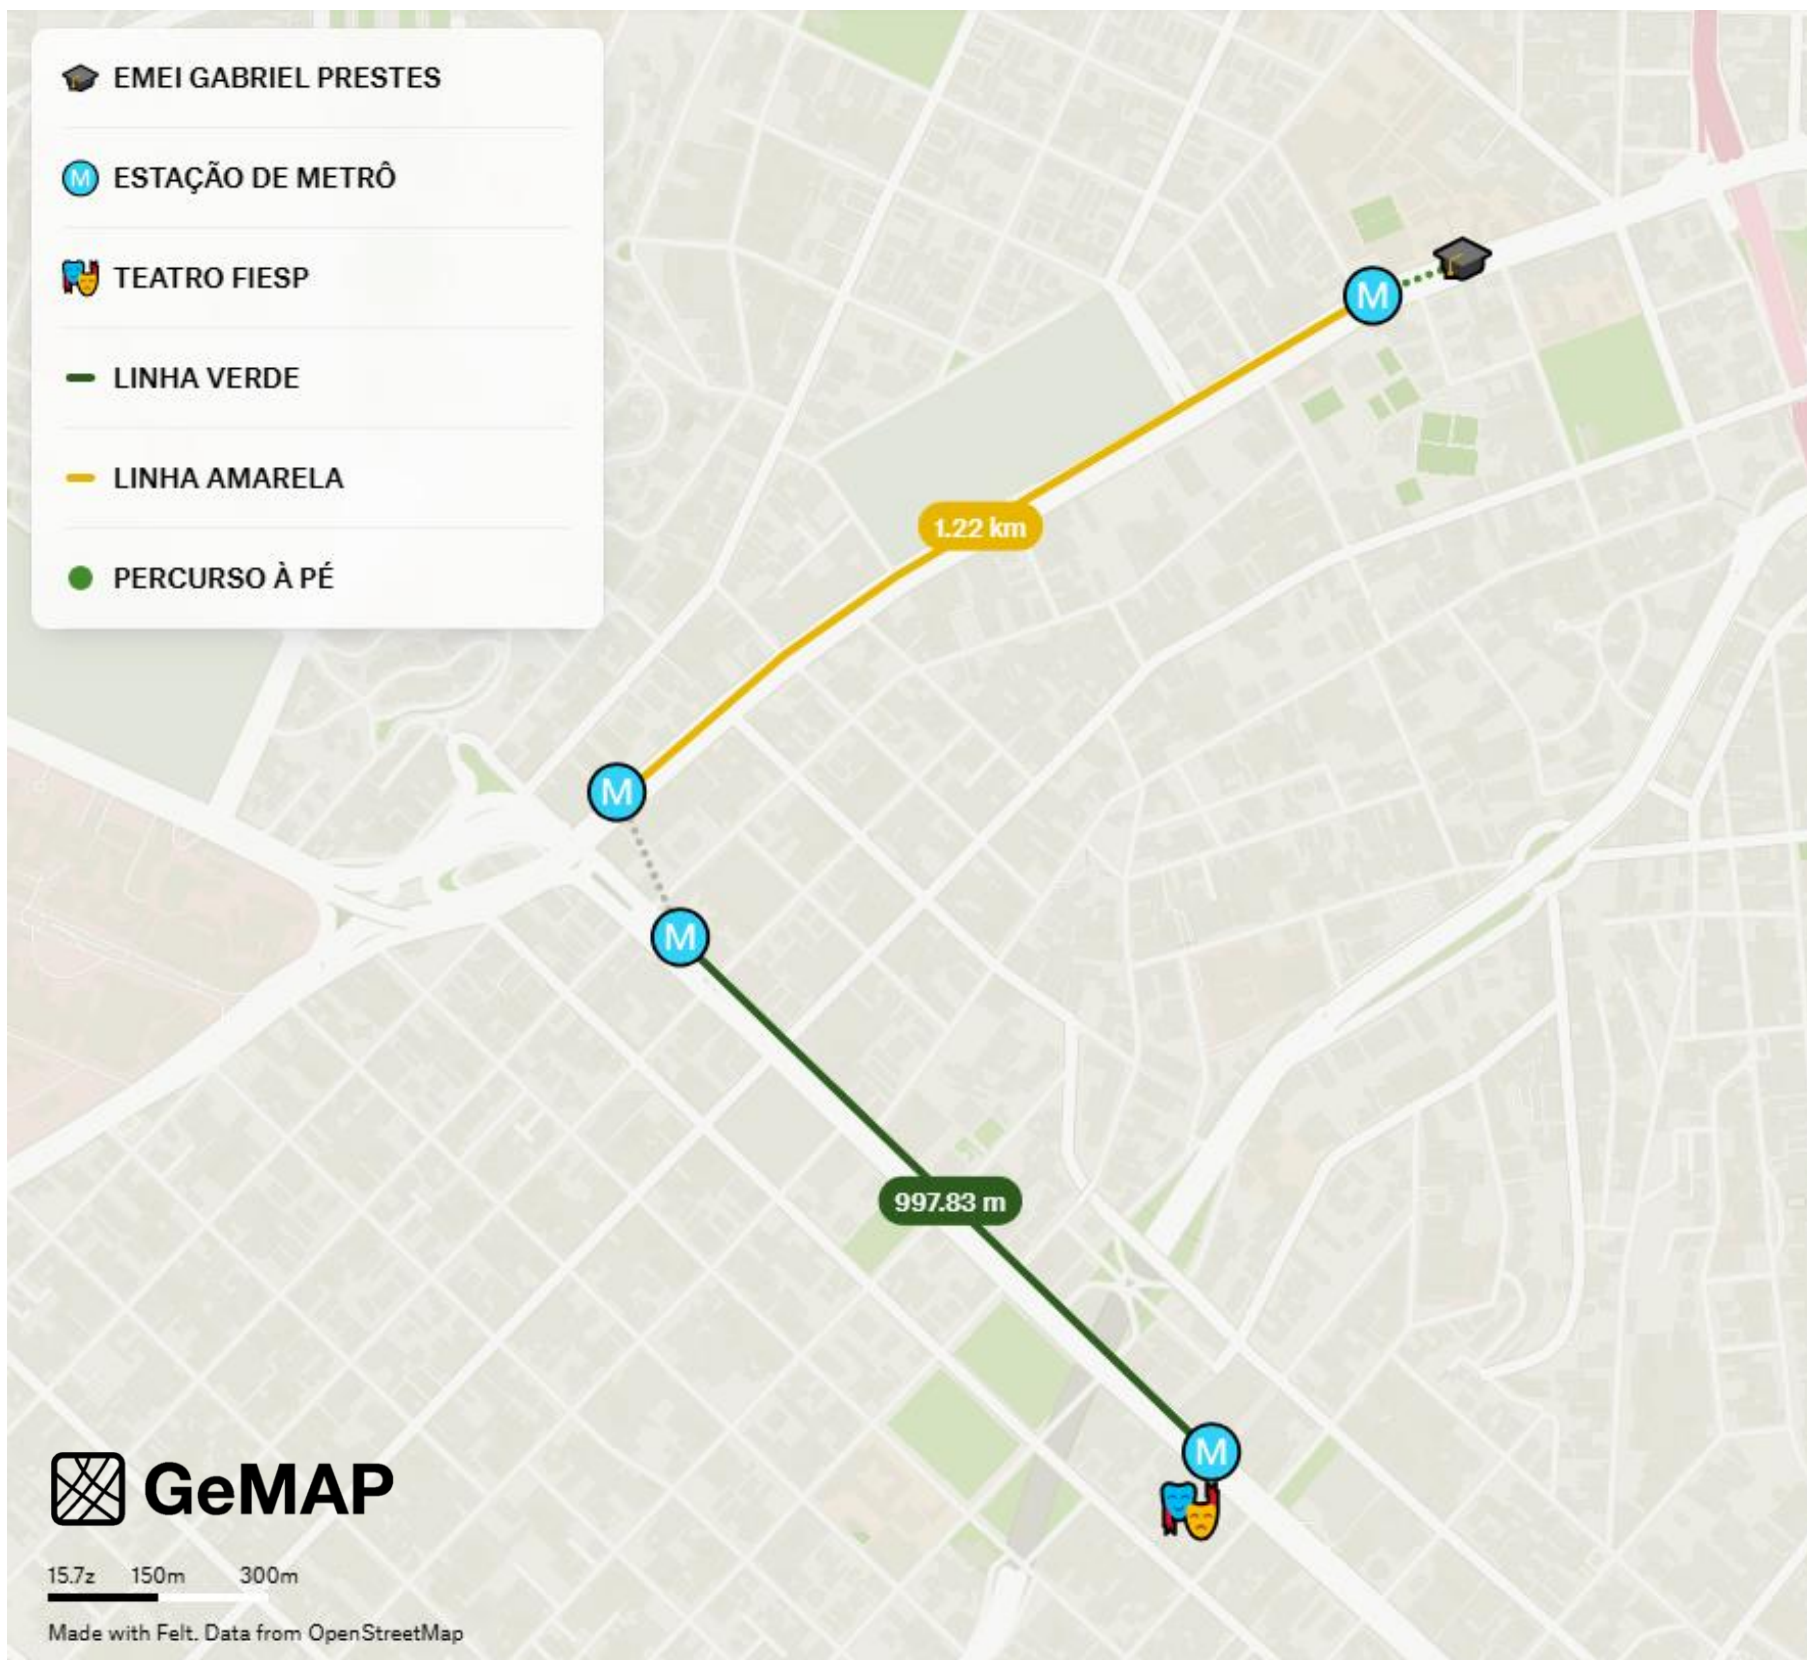 EMEI GABRIEL PRESTES
M ESTAÇÃO DE METRÔ
TEATRO FIESP
LINHA VERDE
LINHA AMARELA
PERCURSO À PÉ
M
1.22 km
M
M
997.83 m
M
GeMAP
15.7z 150m 300m
Made with Felt. Data from OpenStreetMap